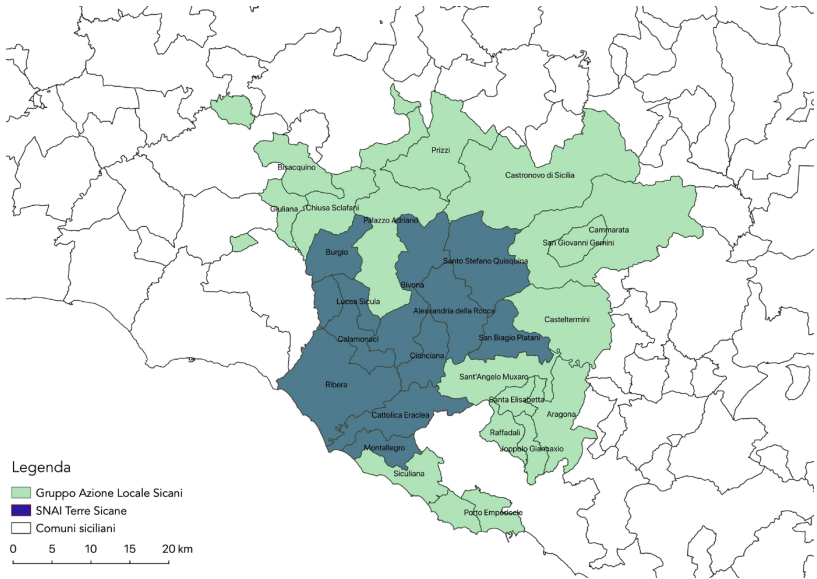 Prizzi
Bisacquino
Castronovo di Sicilia
Giuliana
Chiusa Sclafani
Palazzo Adriano
Cammarata
San Giovanni Gemini
Burgio
Santo Stefano Quisquina
Bivona
Lucca Sicula
Alessandria della Rocca
Casteltermini
Calamonaci
San Biagio Platani
Cianciana
Ribera
Sant'Angelo Muxaro
Santa Elisabetta
Cattolica Eraclea
Aragona
Raffadali
Montallegro
Joppolo Giancaxio
Siculiana
Porto Empedocle
Legenda
Gruppo Azione Locale Sicani
SNAI Terre Sicane
Comuni siciliani
0 5 10 15 20 km